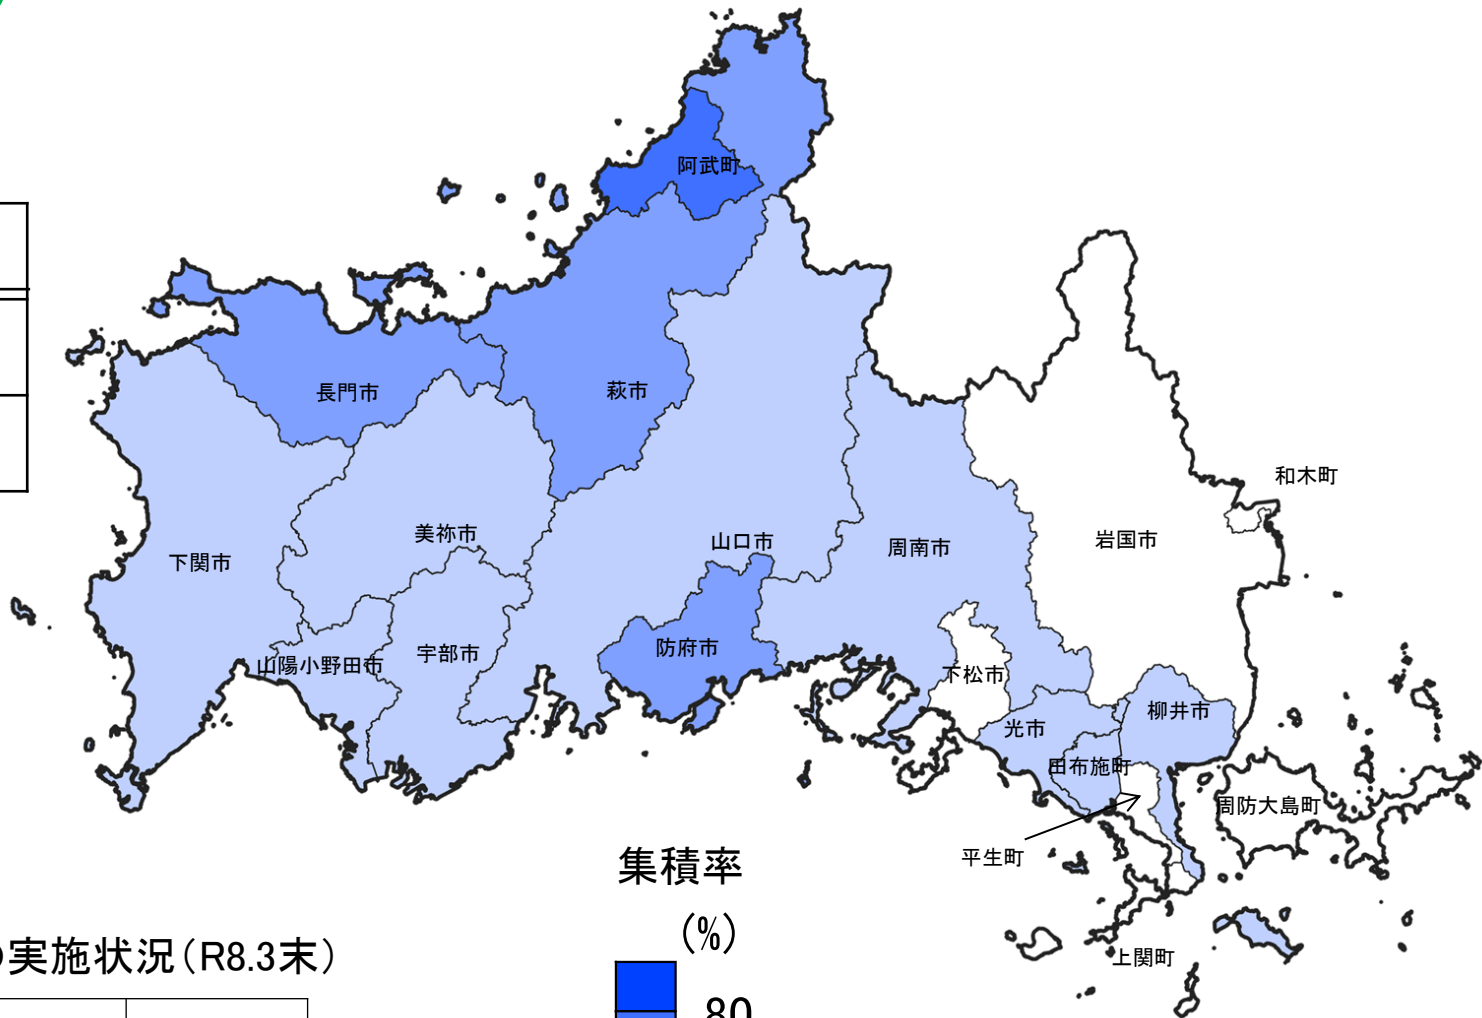 阿武町
長門市
萩市
和木町
美祢市
山口市
周南市
岩国市
下関市
防府市
宇部市
山陽小野田市
下松市
柳井市
光市
田布施町
周防大島町
平生町
集積率
(%)
実施状況(R8.3末)
上関町
80